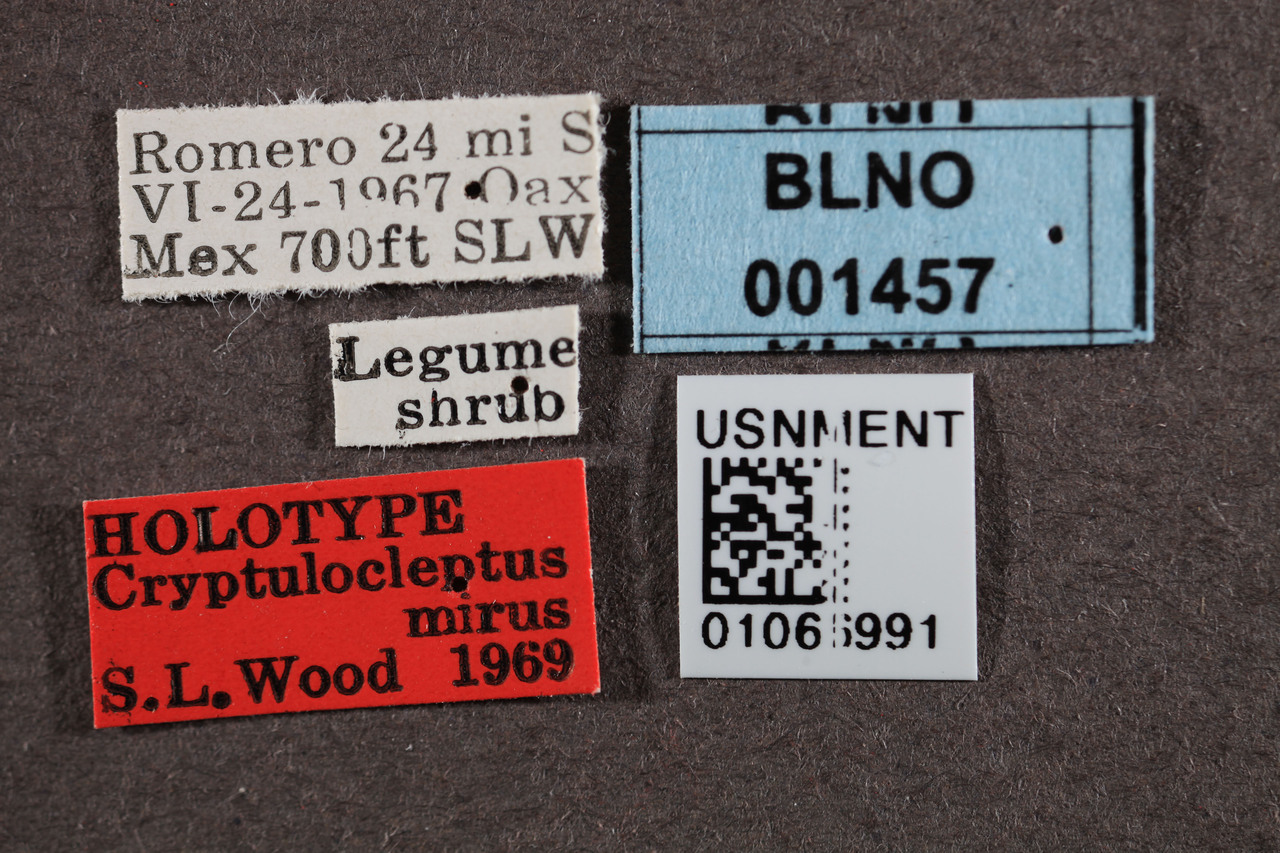 Romero 24 mi S
VI-24-1967 Oax
Mex 700ft SLW
Legume
shrub
HOLOTYPE
Cryptulocleptus
mirus
S.L.Wood 1969
BLNO
001457
USNMENT